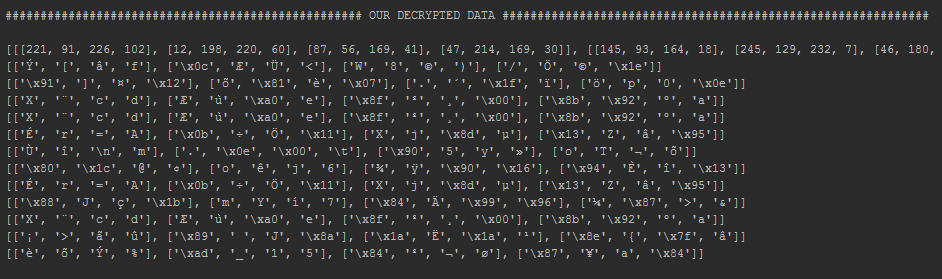 ################################################### OUR DECRYPTED DATA #############################################################
[[[221, 91, 226, 102], [12, 198, 220, 60], [87, 56, 169, 41], [47, 214, 169, 30]], [[145, 93, 164, 18], [245, 129, 232, 7], [46, 180,
[['Ý', '[', 'â', 'f'], ['\x0c', 'Æ', 'Ü', '<'], ['W', '8', '©', ')'], ['/', 'Ö', '©', '\x1e']]
[['\x91', ']', '¤', '\x12'], ['õ', '\x81', 'è', '\x07'], ['.', '´', '\x1f', 'ï'], ['ö', 'p', '0', '\x0e']]
[['X', '¨', 'c', 'd'], ['Æ', 'ù', '\xa0', 'e'], ['\x8f', 'ª', '¸', '\x00'], ['\x8b', '\x92', 'º', 'a']]
[['X', '¨', 'c', 'd'], ['Æ', 'ù', '\xa0', 'e'], ['\x8f', 'ª', '¸', '\x00'], ['\x8b', '\x92', 'º', 'a']]
[['É', 'r', '=', 'A'], ['\x0b', '÷', 'Ö', '\x11'], ['X', 'j', '\x8d', 'µ'], ['\x13', 'Z', 'â', '\x95']]
[['Ù', 'î', '\n', 'm'], ['.', '\x0e', '\x00', '\t'], ['\x90', '5', 'y', '»'], ['o', 'T', '¬', 'õ']]
[['\x80', '\x1c', '@', '¢'], ['o', 'ê', 'j', '6'], ['¾', 'ÿ', '\x90', '\x16'], ['\x94', 'È', 'î', '\x13']]
[['É', 'r', '=', 'A'], ['\x0b', '÷', 'Ö', '\x11'], ['X', 'j', '\x8d', 'µ'], ['\x13', 'Z', 'â', '\x95']]
[['\x88', 'J', 'ç', '\x1b'], ['m', 'Y', 'í', '7'], ['\x84', 'Ä', '\x99', '\x96'], ['¼', '\x87', '>', '&']]
[['X', '¨', 'c', 'd'], ['Æ', 'ù', '\xa0', 'e'], ['\x8f', 'ª', '¸', '\x00'], ['\x8b', '\x92', 'º', 'a']]
[['¡', '>', 'ã', 'û'], ['\x89', ' ', 'J', '\x8a'], ['\x1a', 'Ë', '\x1a', '¹'], ['\x8e', '{', '\x7f', 'â']]
[['è', 'õ', 'Ý', '%'], ['\xad', '_', '1', '5'], ['\x84', 'ª', '¬', 'ø'], ['\x87', '¥', 'a', '\x84']]